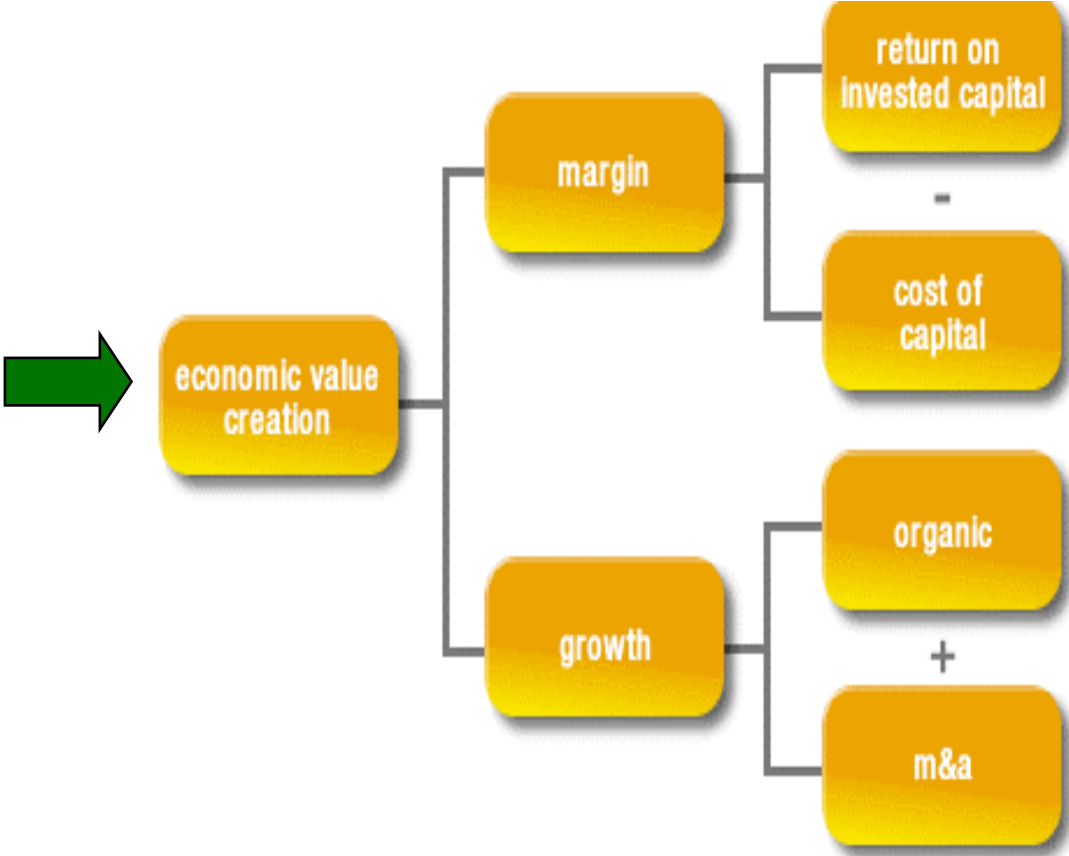 return on
invested capital
margin
-
cost of
capital
economic value
creation
organic
growth
+
m&a